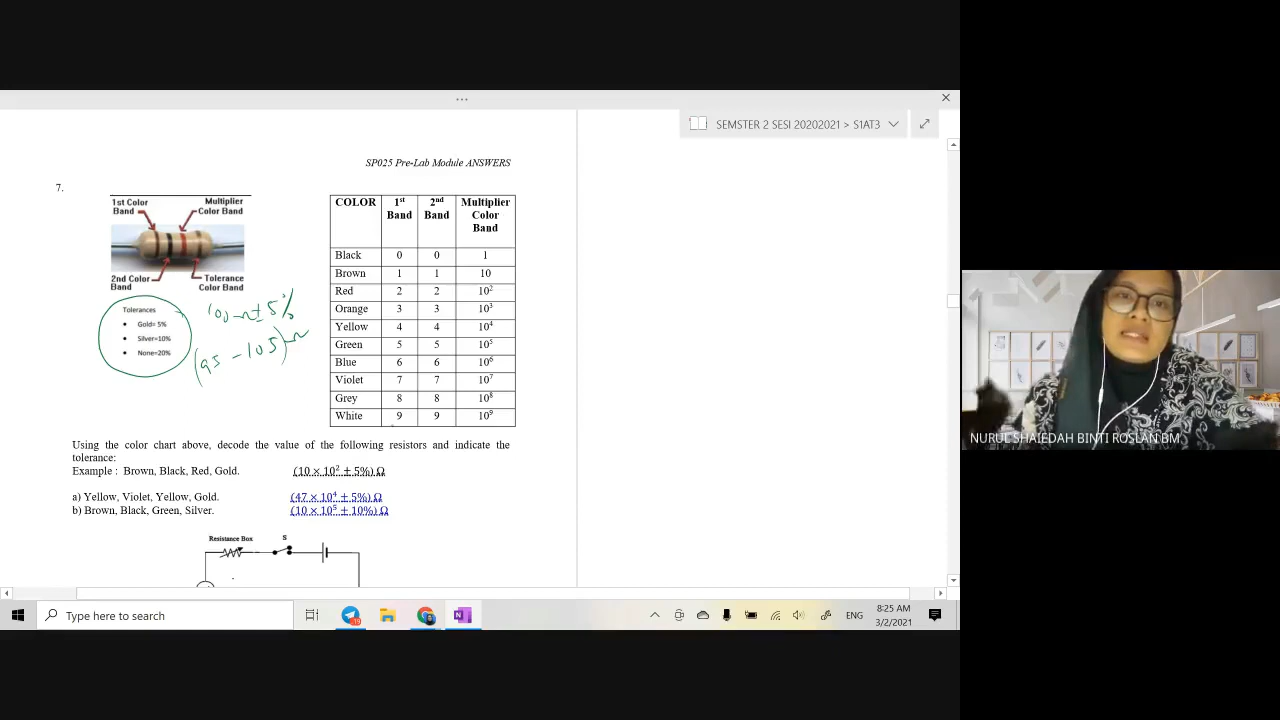 SEMSTER 2 SESI 20202021 > S1AT3
SP025 Pre-Lab Module ANSWERS
7.
1st Color Band
Multiplier Color Band
2nd Color Band
Tolerance Color Band
Tolerances
• Gold= 5%
• Silver=10%
• None=20%
100 Ω ± 5%
(95 – 105) Ω
COLOR 1st Band 2nd Band Multiplier Color Band
Black 0 0 1
Brown 1 1 10
Red 2 2 10²
Orange 3 3 10³
Yellow 4 4 10⁴
Green 5 5 10⁵
Blue 6 6 10⁶
Violet 7 7 10⁷
Grey 8 8 10⁸
White 9 9 10⁹
Using the color chart above, decode the value of the following resistors and indicate the
tolerance:
Example : Brown, Black, Red, Gold. (10 × 10² ± 5%) Ω
a) Yellow, Violet, Yellow, Gold. (47 × 10⁴ ± 5%) Ω
b) Brown, Black, Green, Silver. (10 × 10⁵ ± 10%) Ω
Resistance Box S
NURUL SHAIEDAH BINTI ROSLAN BM
Type here to search
ENG
8:25 AM
3/2/2021